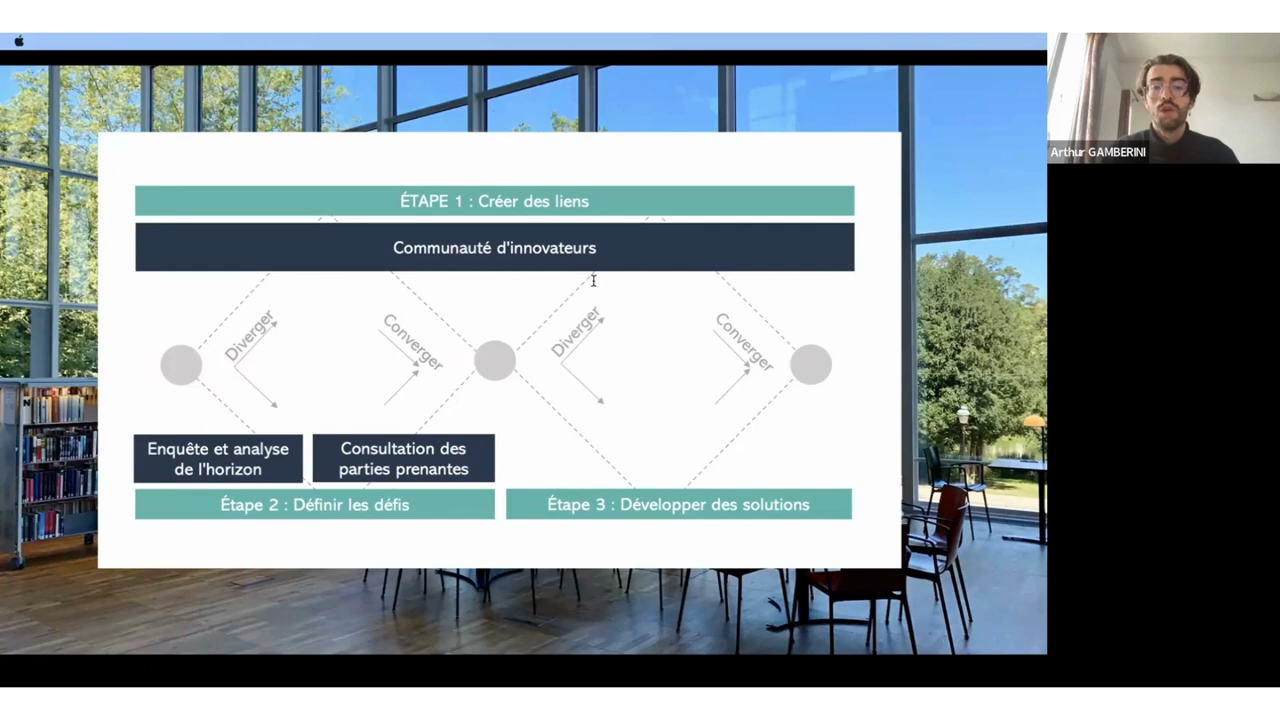 Arthur GAMBERINI
ÉTAPE 1 : Créer des liens
Communauté d'innovateurs
Diverger
Converger
Diverger
Converger
Enquête et analyse
de l'horizon
Consultation des
parties prenantes
Étape 2 : Définir les défis
Étape 3 : Développer des solutions